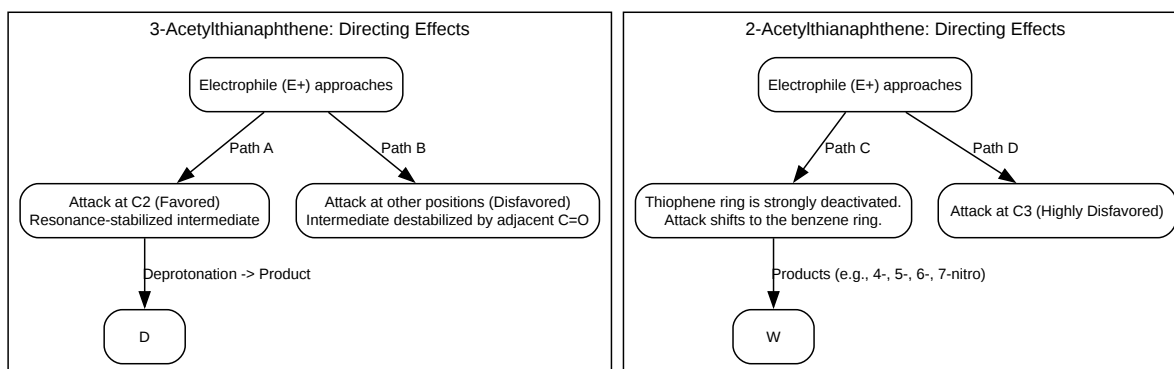 3-Acetylthianaphthene: Directing Effects
Electrophile (E+) approaches
Path A
Path B
Attack at C2 (Favored)
Resonance-stabilized intermediate
Attack at other positions (Disfavored)
Intermediate destabilized by adjacent C=O
Deprotonation -> Product
D
2-Acetylthianaphthene: Directing Effects
Electrophile (E+) approaches
Path C
Path D
Thiophene ring is strongly deactivated.
Attack shifts to the benzene ring.
Attack at C3 (Highly Disfavored)
Products (e.g., 4-, 5-, 6-, 7-nitro)
W